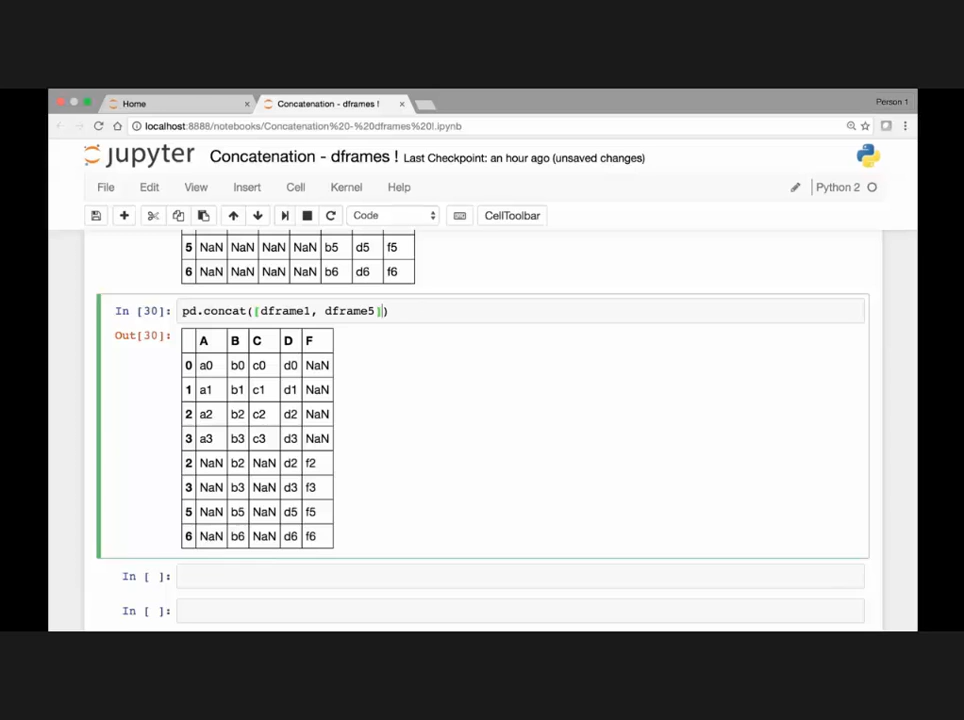 Home
Concatenation - dframes !
Person 1
localhost:8888/notebooks/Concatenation%20-%20dframes%20!.ipynb
jupyter Concatenation - dframes ! Last Checkpoint: an hour ago (unsaved changes)
File Edit View Insert Cell Kernel Help Python 2
Code CellToolbar
5 NaN NaN NaN NaN b5 d5 f5
6 NaN NaN NaN NaN b6 d6 f6
In [30]: pd.concat([dframe1, dframe5])
Out[30]:
A B C D F
0 a0 b0 c0 d0 NaN
1 a1 b1 c1 d1 NaN
2 a2 b2 c2 d2 NaN
3 a3 b3 c3 d3 NaN
2 NaN b2 NaN d2 f2
3 NaN b3 NaN d3 f3
5 NaN b5 NaN d5 f5
6 NaN b6 NaN d6 f6
In [ ]:
In [ ]: